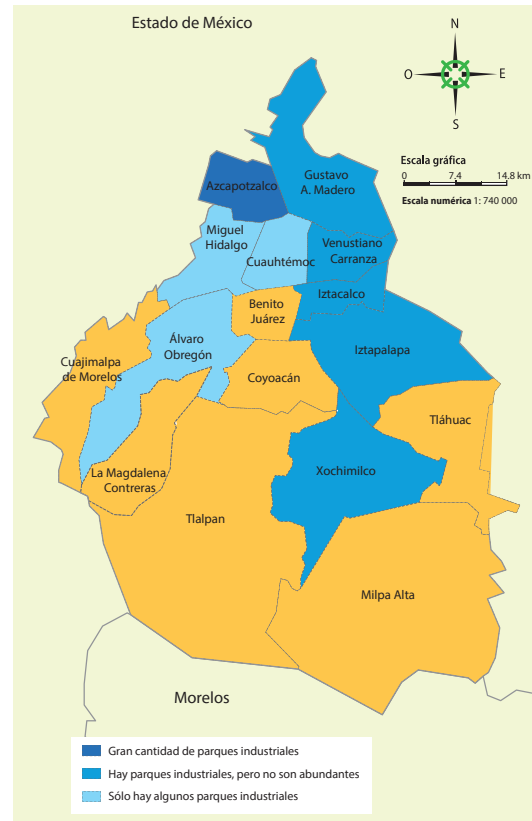 Estado de México
N
O
E
S
Escala gráfica
0 7.4 14.8 km
Escala numérica 1: 740 000
Gustavo
A. Madero
Azcapotzalco
Miguel
Hidalgo
Cuauhtémoc
Venustiano
Carranza
Iztacalco
Benito
Juárez
Álvaro
Obregón
Iztapalapa
Cuajimalpa
de Morelos
Coyoacán
Tláhuac
La Magdalena
Contreras
Xochimilco
Tlalpan
Milpa Alta
Morelos
Gran cantidad de parques industriales
Hay parques industriales, pero no son abundantes
Sólo hay algunos parques industriales